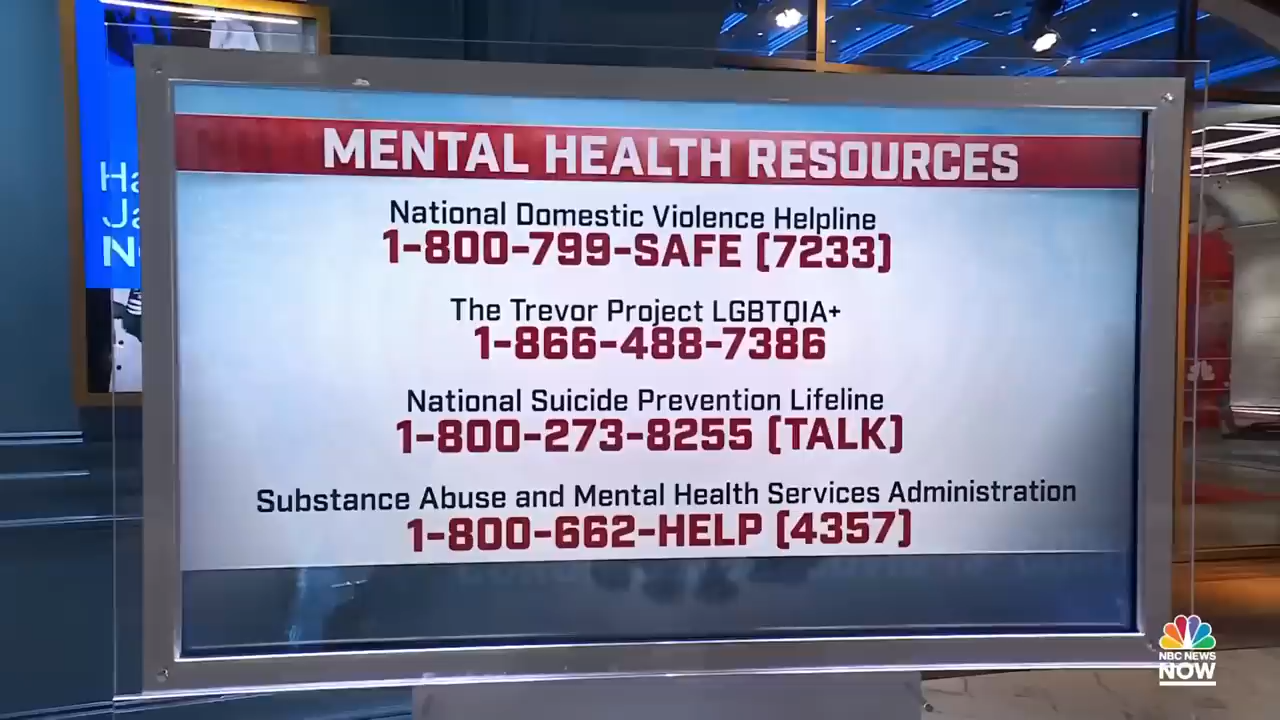 MENTAL HEALTH RESOURCES
National Domestic Violence Helpline
1-800-799-SAFE (7233)
The Trevor Project LGBTQIA+
1-866-488-7386
National Suicide Prevention Lifeline
1-800-273-8255 (TALK)
Substance Abuse and Mental Health Services Administration
1-800-662-HELP (4357)
NBC NEWS
NOW